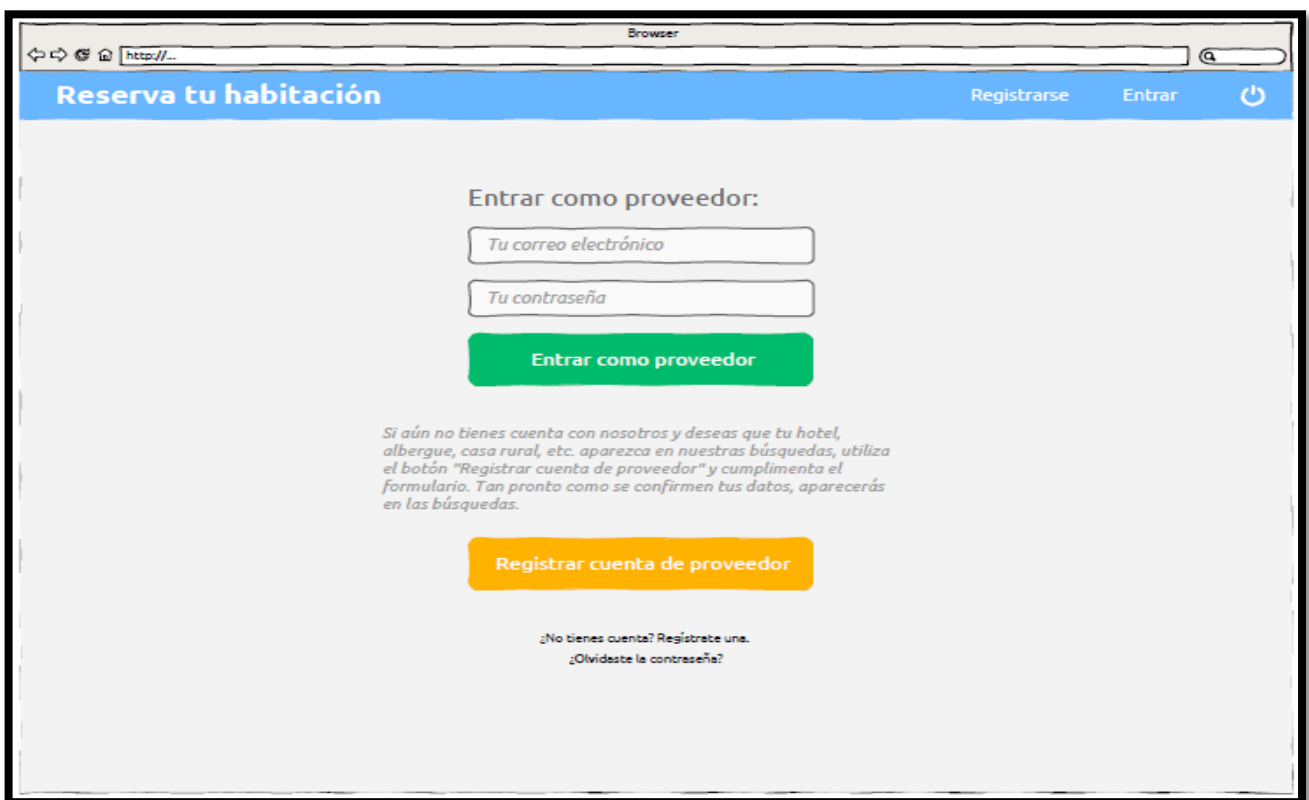 Browser
http://...
Reserva tu habitación
Registrarse
Entrar
Entrar como proveedor:
Tu correo electrónico
Tu contraseña
Entrar como proveedor
Si aún no tienes cuenta con nosotros y deseas que tu hotel,
albergue, casa rural, etc. aparezca en nuestras búsquedas, utiliza
el botón "Registrar cuenta de proveedor" y cumplimenta el
formulario. Tan pronto como se confirmen tus datos, aparecerás
en las búsquedas.
Registrar cuenta de proveedor
¿No tienes cuenta? Regístrate una.
¿Olvidaste la contraseña?